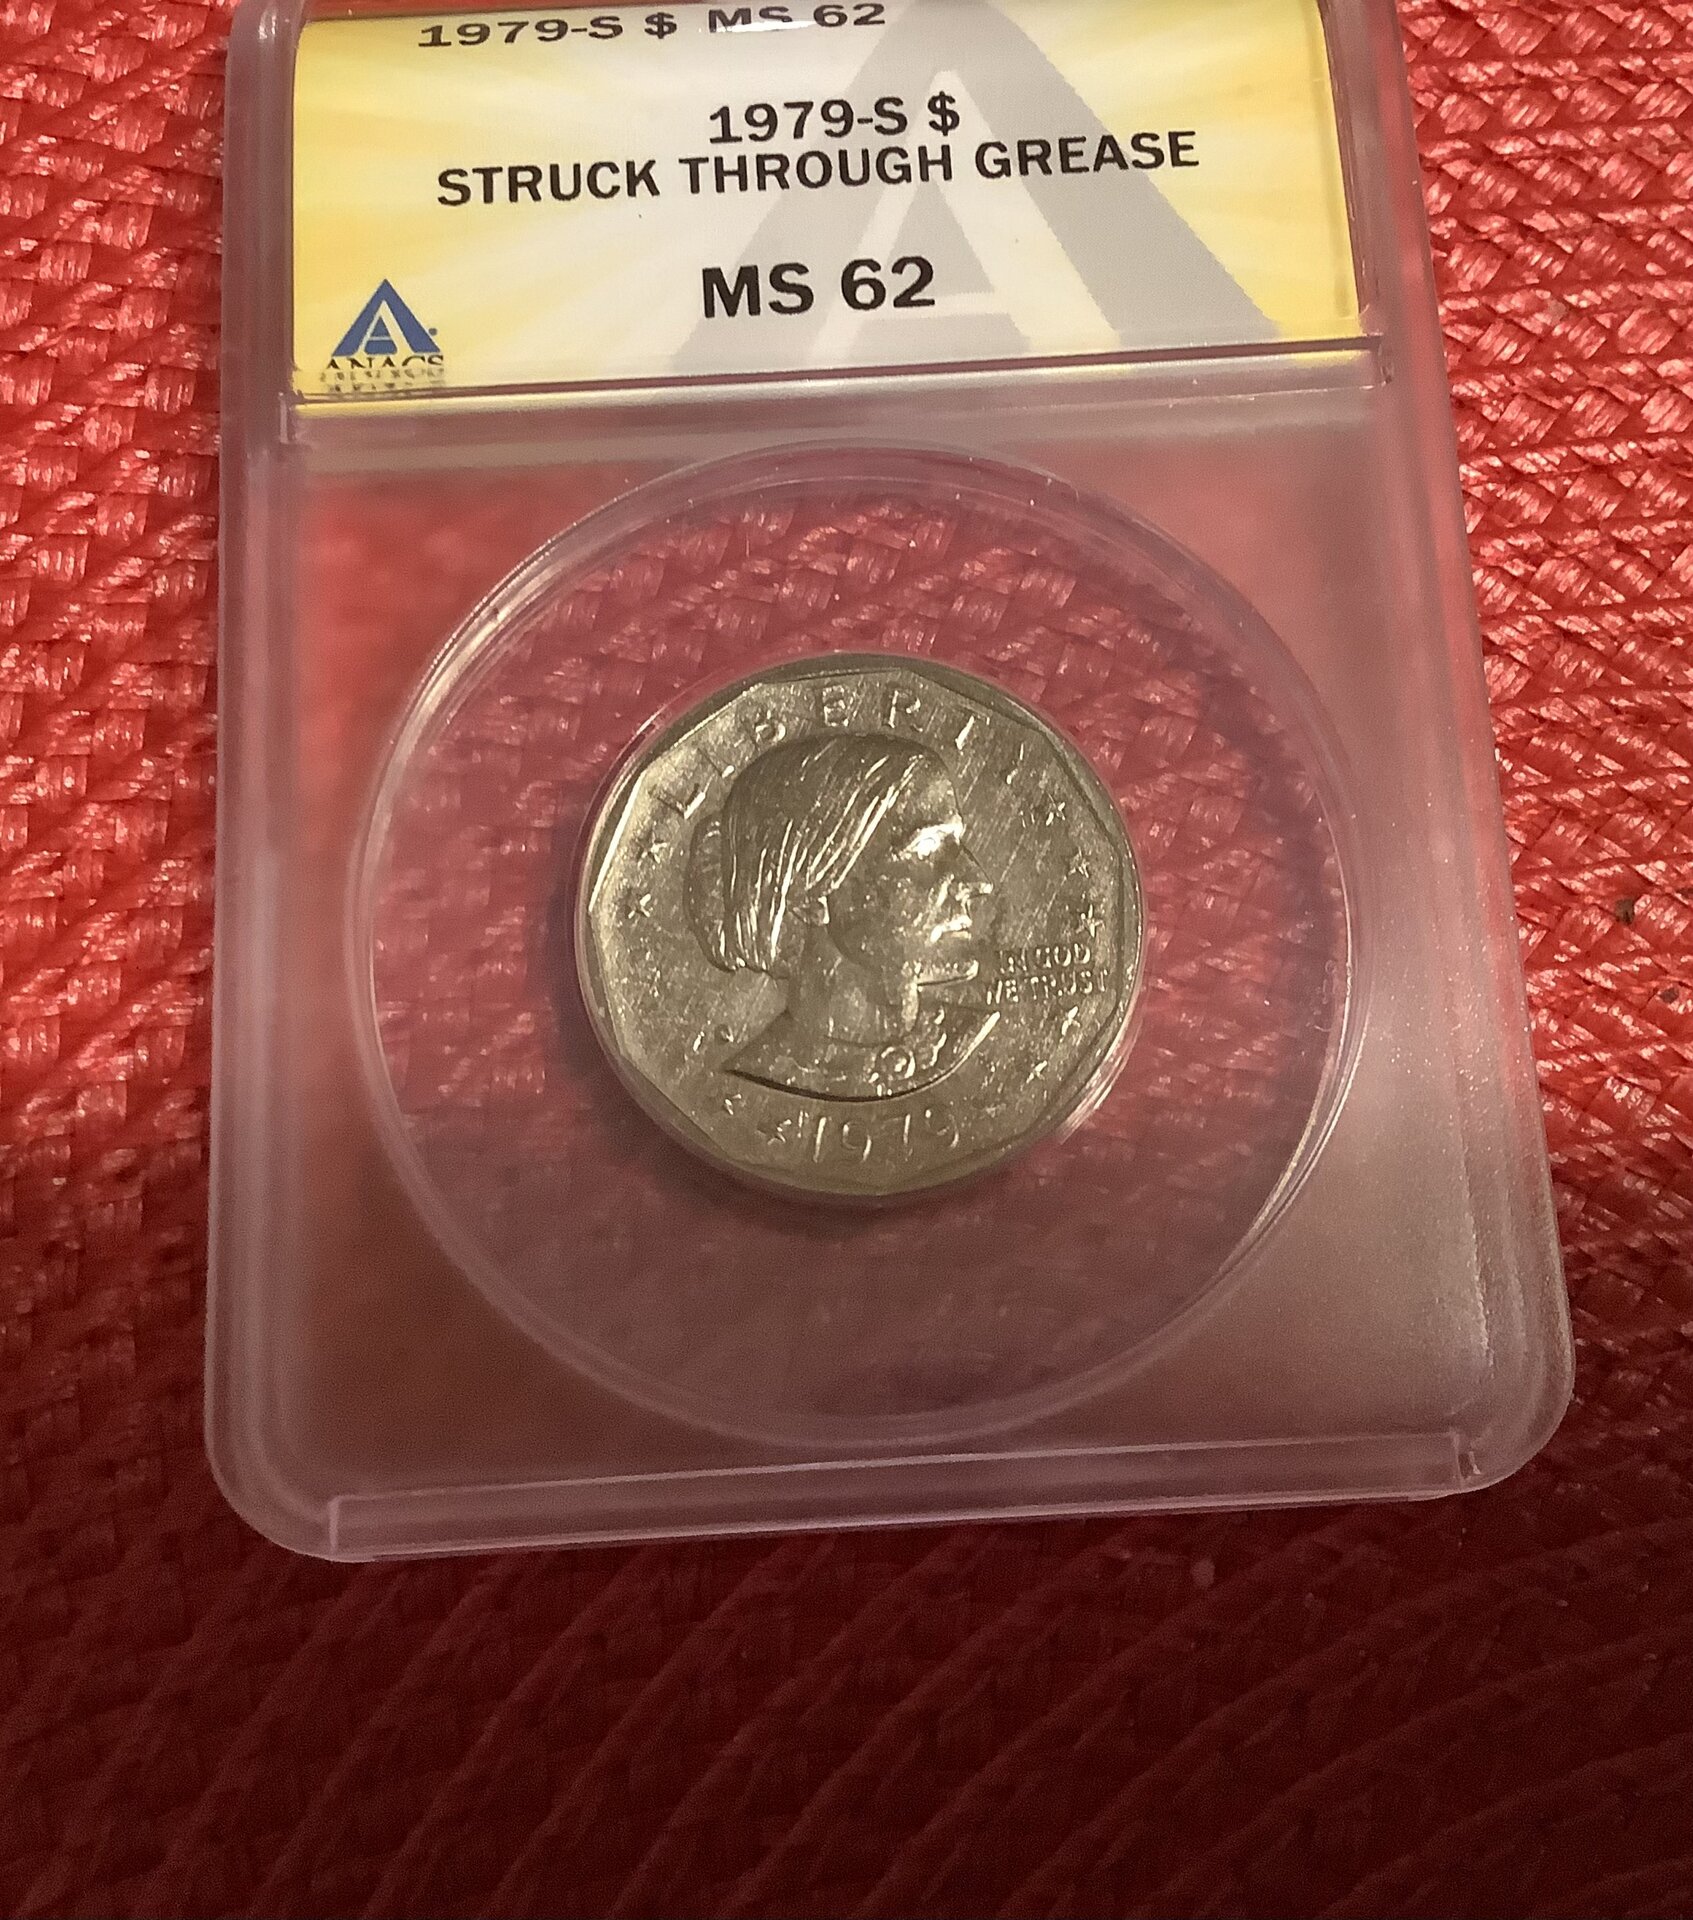 1979-S $ MS 62
1979-S $
STRUCK THROUGH GREASE
MS 62
ANACS
LIBERTY
IN GOD
WE TRUST
1979